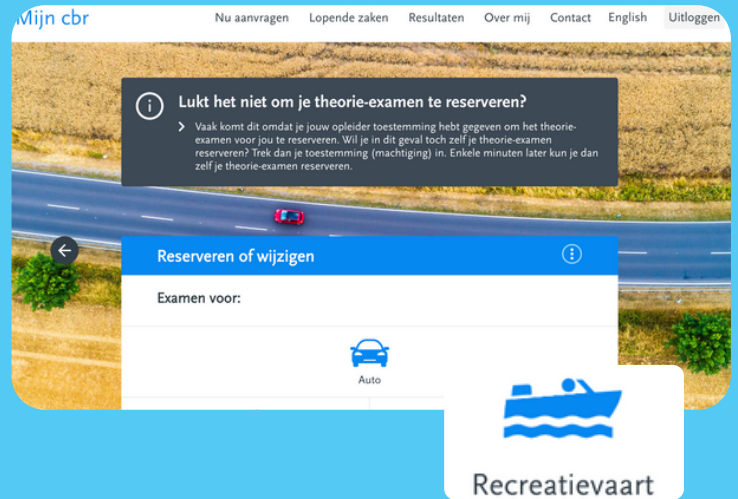 Mijn cbr
Nu aanvragen Lopende zaken Resultaten Over mij Contact English Uitloggen
Lukt het niet om je theorie-examen te reserveren?
Vaak komt dit omdat je jouw opleider toestemming hebt gegeven om het theorie-
examen voor jou te reserveren. Wil je in dit geval toch zelf je theorie-examen
reserveren? Trek dan je toestemming (machtiging) in. Enkele minuten later kun je dan
zelf je theorie-examen reserveren.
Reserveren of wijzigen
Examen voor:
Auto
Recreatievaart